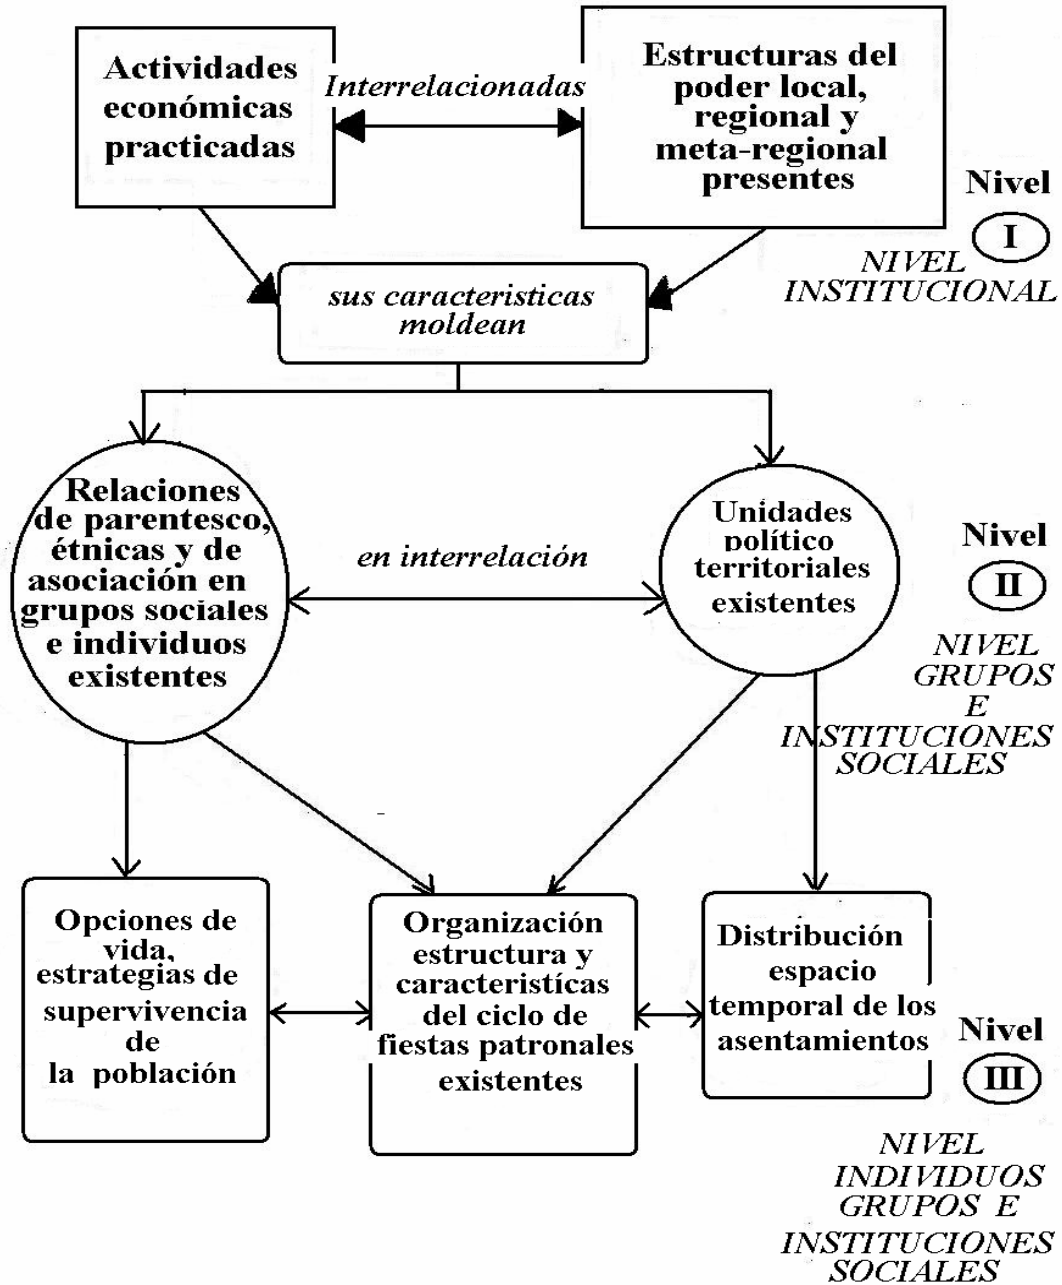 Actividades
económicas
practicadas
Interrelacionadas
Estructuras del
poder local,
regional y
meta-regional
presentes
Nivel
I
NIVEL
INSTITUCIONAL
sus caracteristicas
moldean
Relaciones
de parentesco,
étnicas y de
asociación en
grupos sociales
e individuos
existentes
en interrelación
Unidades
político
territoriales
existentes
Nivel
II
NIVEL
GRUPOS
E
INSTITUCIONES
SOCIALES
Opciones de
vida,
estrategias de
supervivencia
de
la población
Organización
estructura y
caracteristícas
del ciclo de
fiestas patronales
existentes
Distribución
espacio
temporal de los
asentamientos
Nivel
III
NIVEL
INDIVIDUOS
GRUPOS E
INSTITUCIONES
SOCIALES